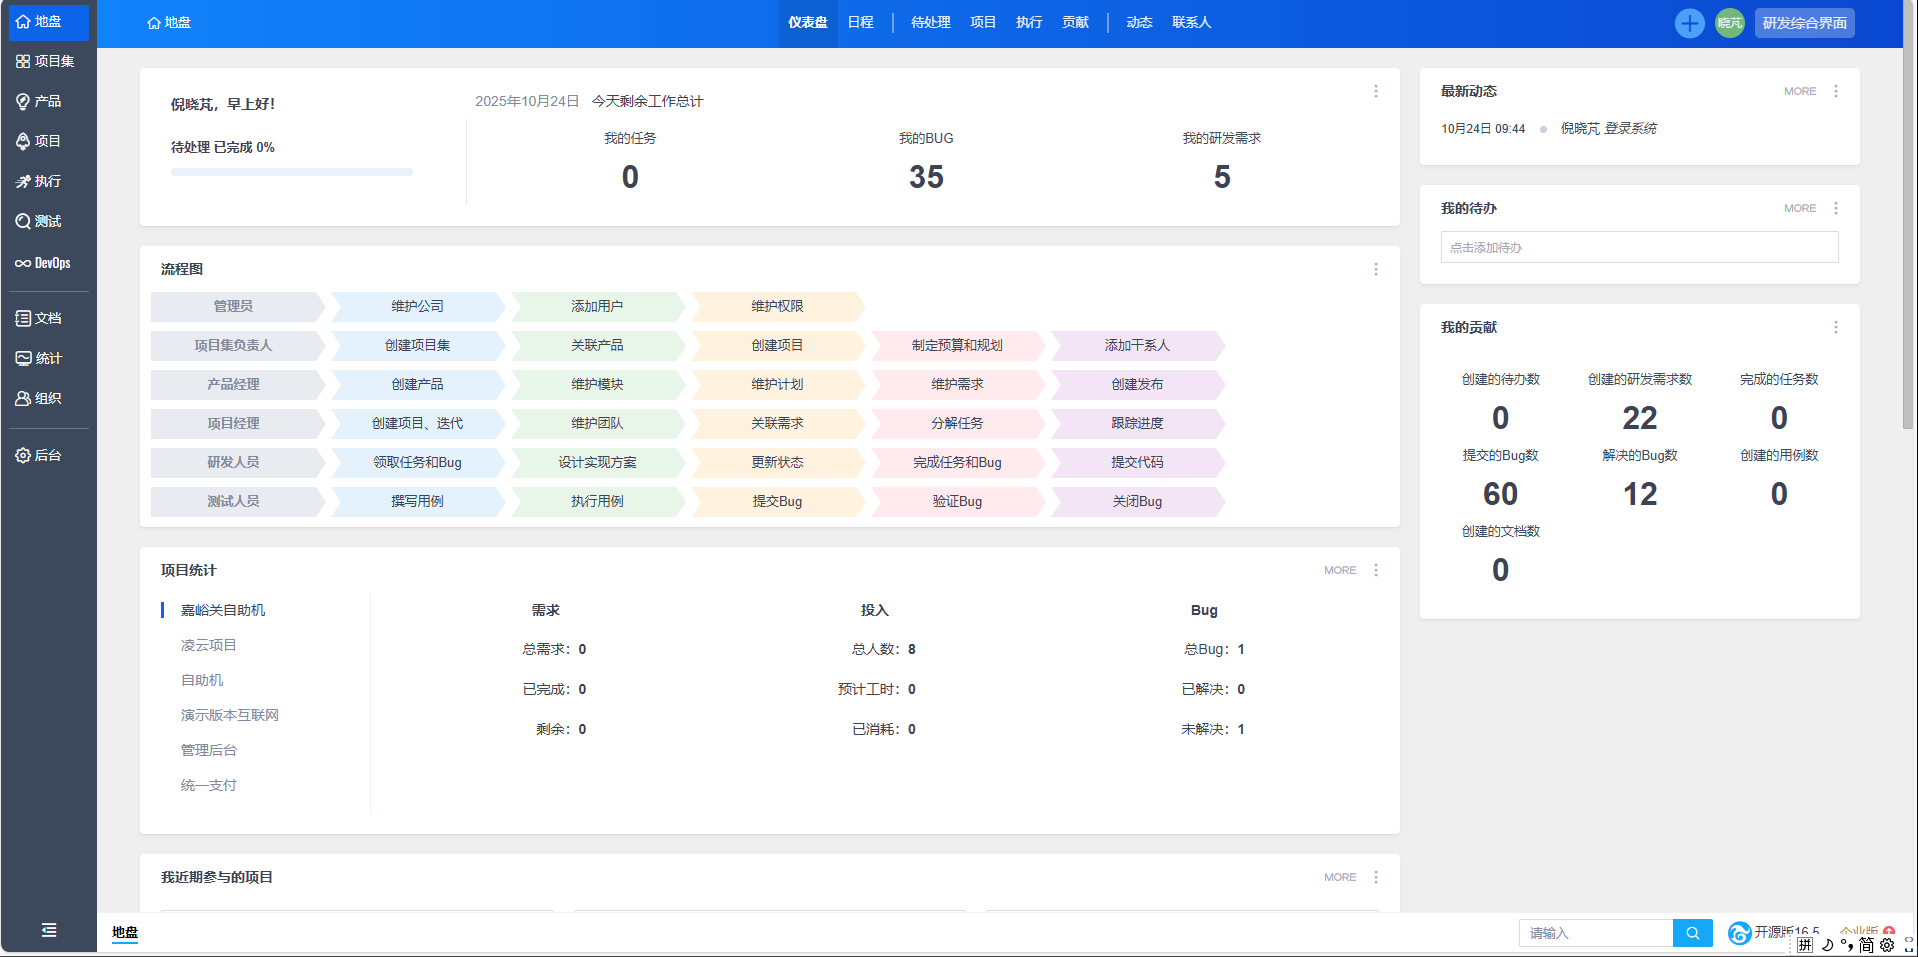 地盘
项目集
产品
项目
执行
测试
DevOps
文档
统计
组织
后台
地盘
仪表盘 日程 待处理 项目 执行 贡献 动态 联系人
晓芃
研发综合界面
倪晓芃，早上好！
待处理 已完成 0%
2025年10月24日 今天剩余工作总计
我的任务 我的BUG 我的研发需求
0 35 5
流程图
管理员 维护公司 添加用户 维护权限
项目集负责人 创建项目集 关联产品 创建项目 制定预算和规划 添加干系人
产品经理 创建产品 维护模块 维护计划 维护需求 创建发布
项目经理 创建项目、迭代 维护团队 关联需求 分解任务 跟踪进度
研发人员 领取任务和Bug 设计实现方案 更新状态 完成任务和Bug 提交代码
测试人员 撰写用例 执行用例 提交Bug 验证Bug 关闭Bug
项目统计 MORE
嘉峪关自助机
凌云项目
自助机
演示版本互联网
管理后台
统一支付
需求 投入 Bug
总需求：0 总人数：8 总Bug：1
已完成：0 预计工时：0 已解决：0
剩余：0 已消耗：0 未解决：1
我近期参与的项目 MORE
最新动态 MORE
10月24日 09:44 倪晓芃 登录系统
我的待办 MORE
点击添加待办
我的贡献
创建的待办数 创建的研发需求数 完成的任务数
0 22 0
提交的Bug数 解决的Bug数 创建的用例数
60 12 0
创建的文档数
0
地盘
请输入
开源版16.5 企业版
拼 简